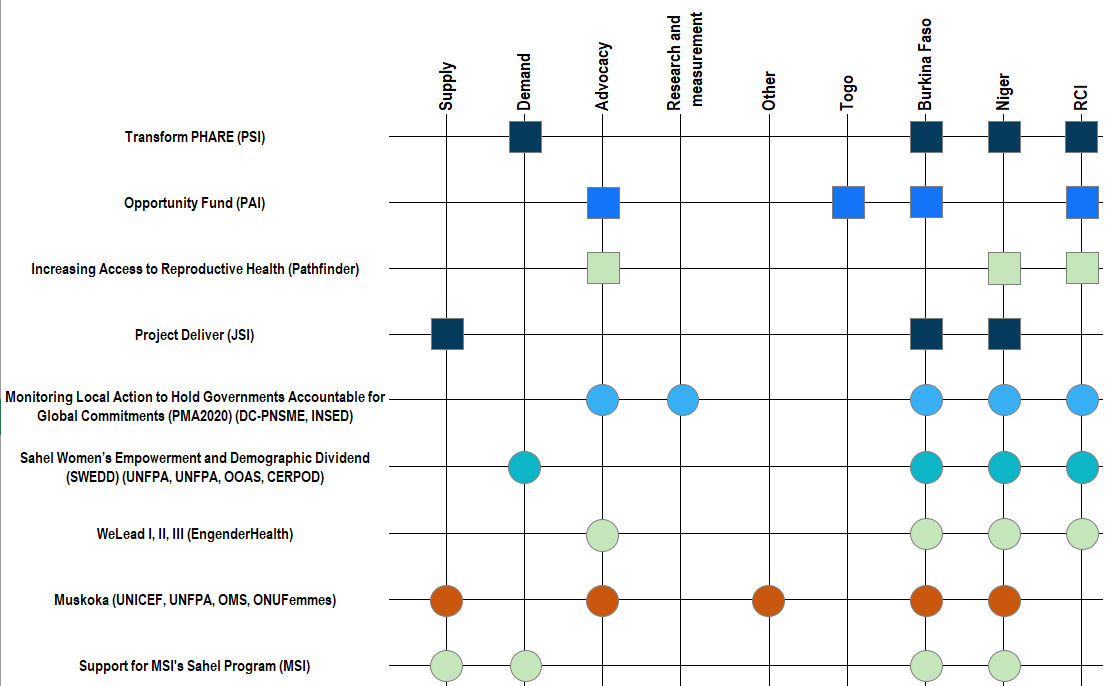 Supply
Demand
Advocacy
Research and
measurement
Other
Togo
Burkina Faso
Niger
RCI
Transform PHARE (PSI)
Opportunity Fund (PAI)
Increasing Access to Reproductive Health (Pathfinder)
Project Deliver (JSI)
Monitoring Local Action to Hold Governments Accountable for
Global Commitments (PMA2020) (DC-PNSME, INSED)
Sahel Women's Empowerment and Demographic Dividend
(SWEDD) (UNFPA, UNFPA, OOAS, CERPOD)
WeLead I, II, III (EngenderHealth)
Muskoka (UNICEF, UNFPA, OMS, ONUFemmes)
Support for MSI's Sahel Program (MSI)